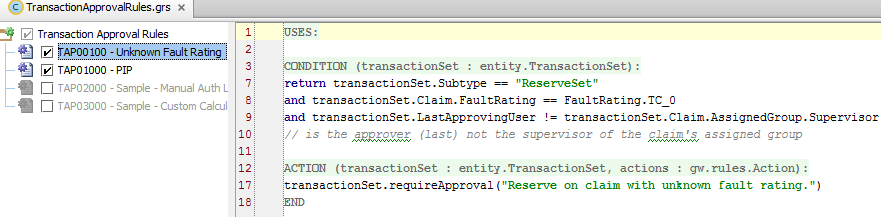 TransactionApprovalRules.grs
Transaction Approval Rules
TAP00100 - Unknown Fault Rating
TAP01000 - PIP
TAP02000 - Sample - Manual Auth L
TAP03000 - Sample - Custom Calcul
1 USES:
2
3 CONDITION (transactionSet : entity.TransactionSet):
7 return transactionSet.Subtype == "ReserveSet"
8 and transactionSet.Claim.FaultRating == FaultRating.TC_0
9 and transactionSet.LastApprovingUser != transactionSet.Claim.AssignedGroup.Supervisor
10 // is the approver (last) not the supervisor of the claim's assigned group
11
12 ACTION (transactionSet : entity.TransactionSet, actions : gw.rules.Action):
17 transactionSet.requireApproval("Reserve on claim with unknown fault rating.")
18 END